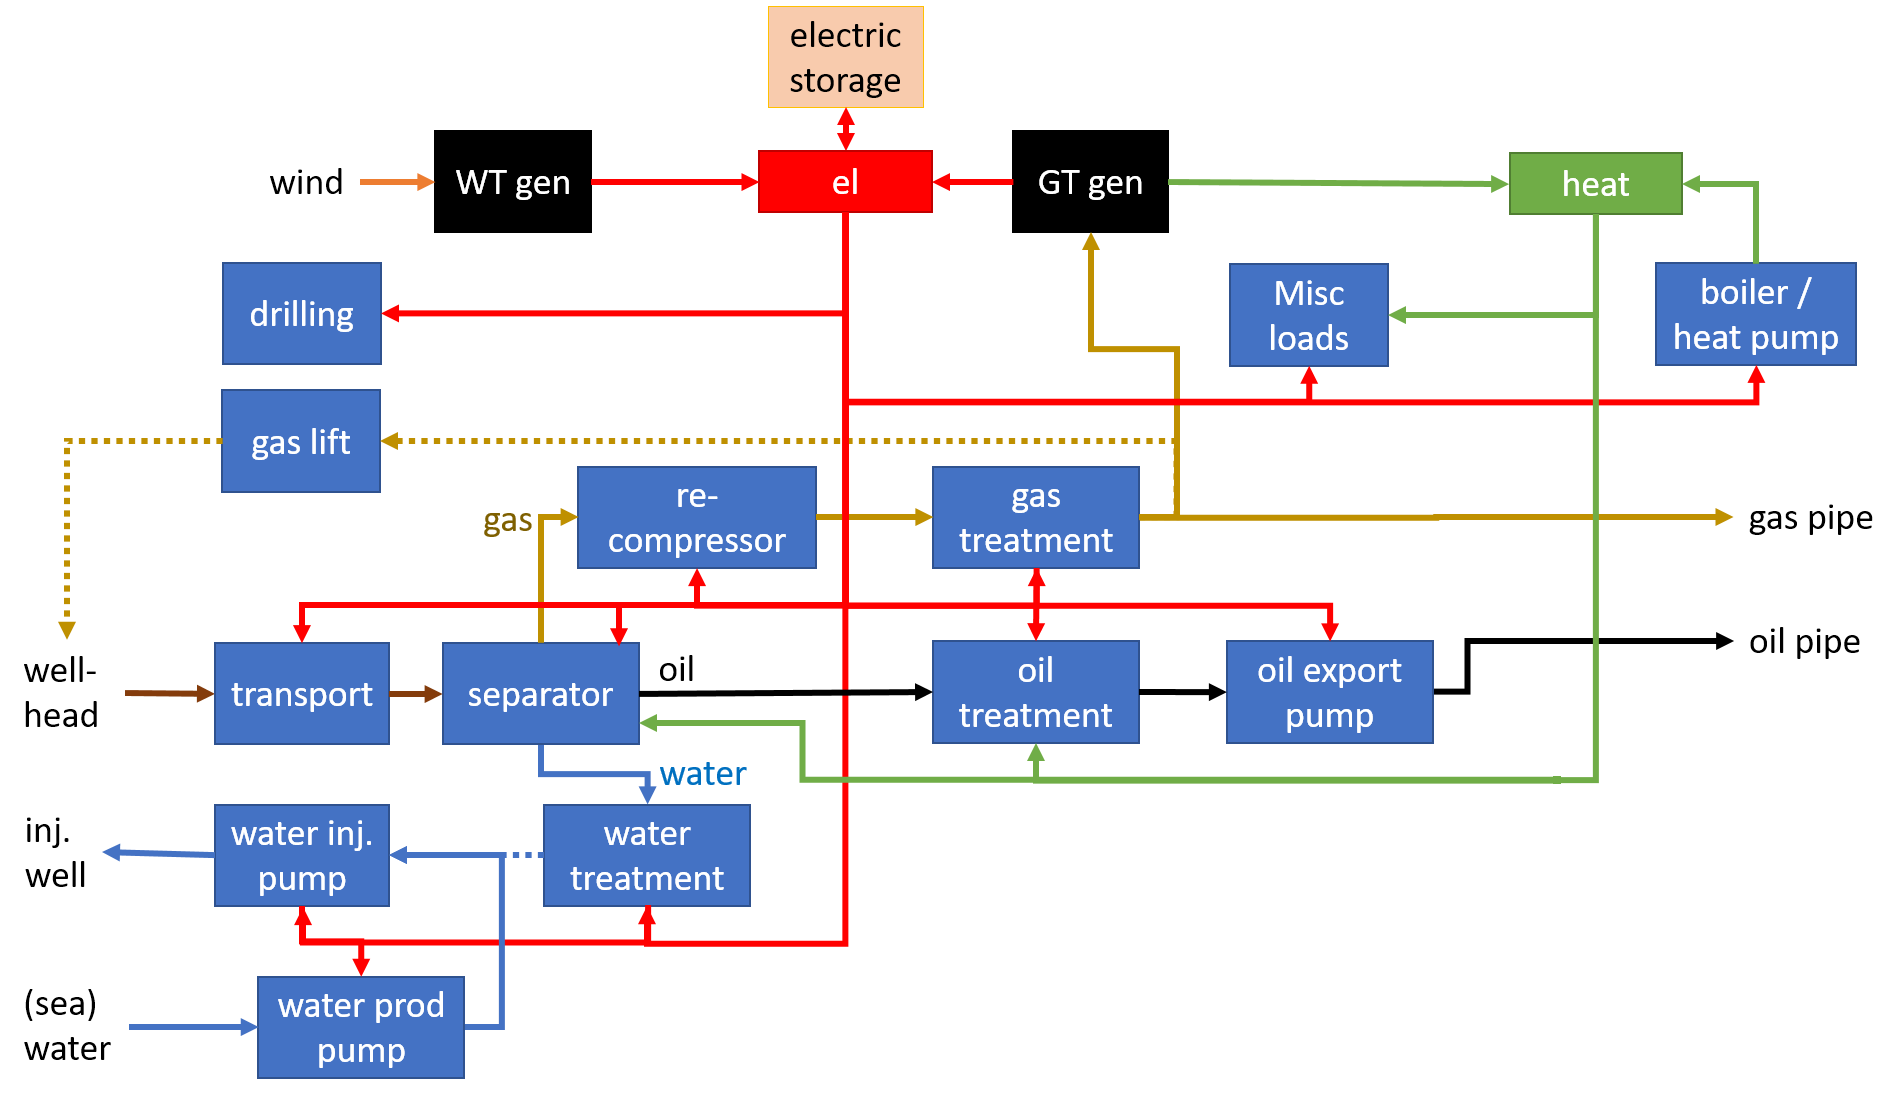 electric
storage
wind
WT gen
el
GT gen
heat
drilling
Misc
loads
boiler /
heat pump
gas lift
gas
re-
compressor
gas
treatment
gas pipe
well-
head
transport
separator
oil
oil
treatment
oil export
pump
oil pipe
water
inj.
well
water inj.
pump
water
treatment
(sea)
water
water prod
pump